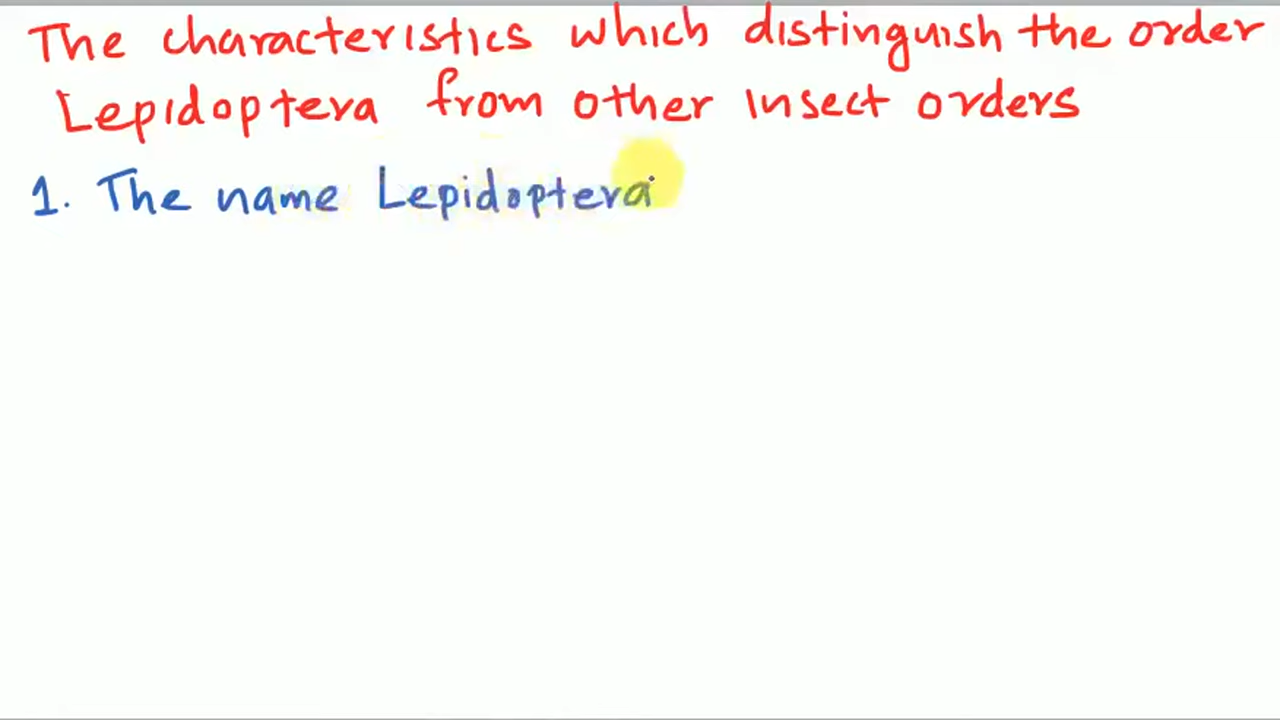 The characteristics which distinguish the order
Lepidoptera from other insect orders
1. The name Lepidoptera